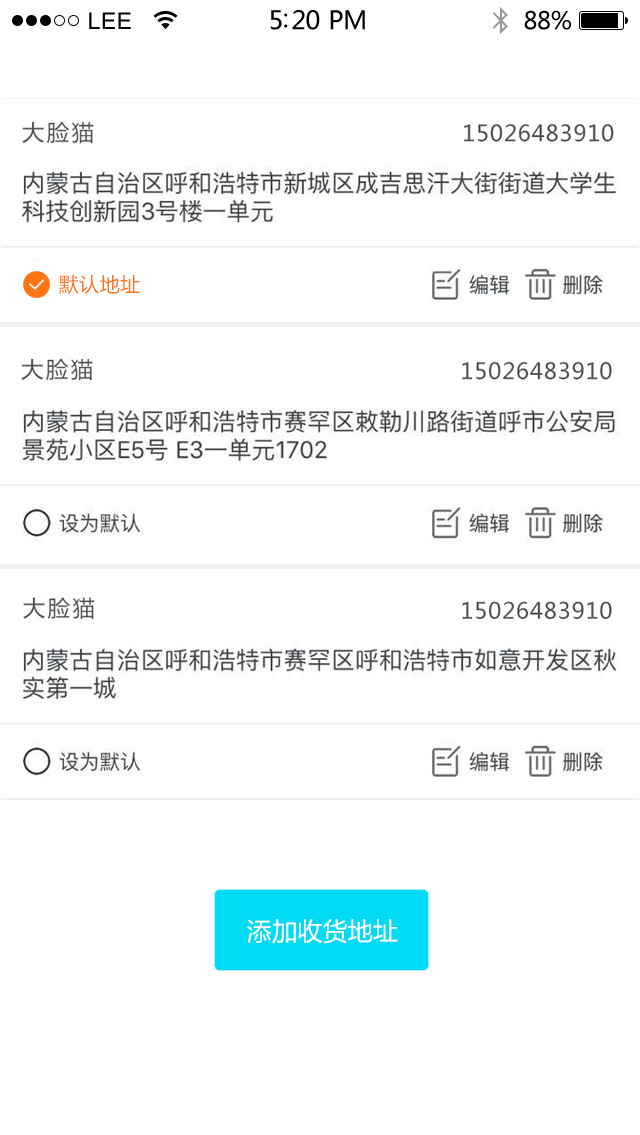 LEE 5:20 PM 88%
大脸猫 15026483910
内蒙古自治区呼和浩特市新城区成吉思汗大街街道大学生
科技创新园3号楼一单元
默认地址 编辑 删除
大脸猫 15026483910
内蒙古自治区呼和浩特市赛罕区敕勒川路街道呼市公安局
景苑小区E5号 E3一单元1702
设为默认 编辑 删除
大脸猫 15026483910
内蒙古自治区呼和浩特市赛罕区呼和浩特市如意开发区秋
实第一城
设为默认 编辑 删除
添加收货地址